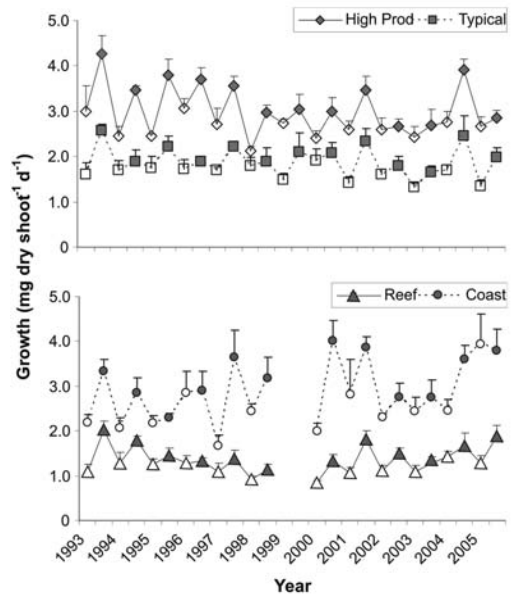 High Prod Typical
5.0
4.0
3.0
2.0
1.0
0
Growth (mg dry shoot-1 d-1)
Reef Coast
5.0
4.0
3.0
2.0
1.0
0
1993 1994 1995 1996 1997 1998 1999 2000 2001 2002 2003 2004 2005
Year